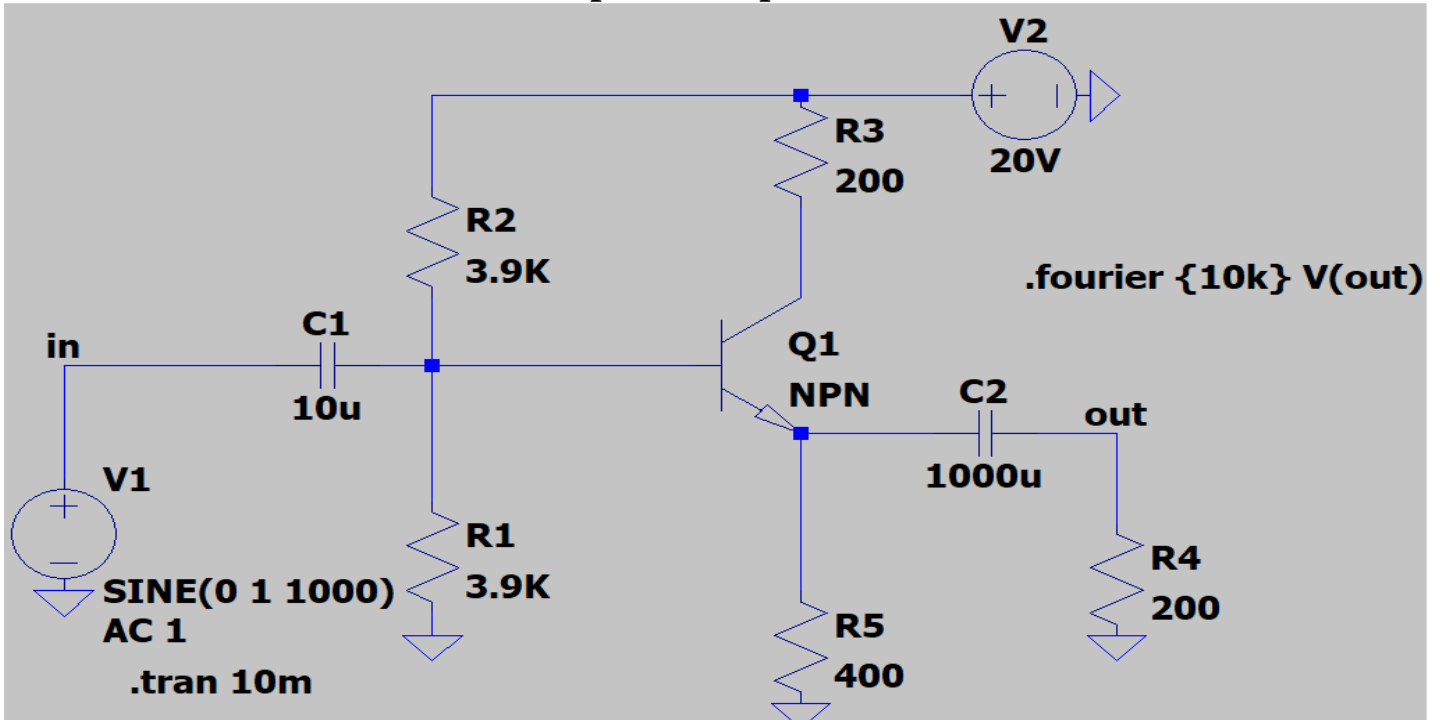 V2
20V
R3
200
R2
3.9K
.fourier {10k} V(out)
in
C1
10u
Q1
NPN
C2
1000u
out
V1
SINE(0 1 1000)
AC 1
.tran 10m
R1
3.9K
R4
200
R5
400